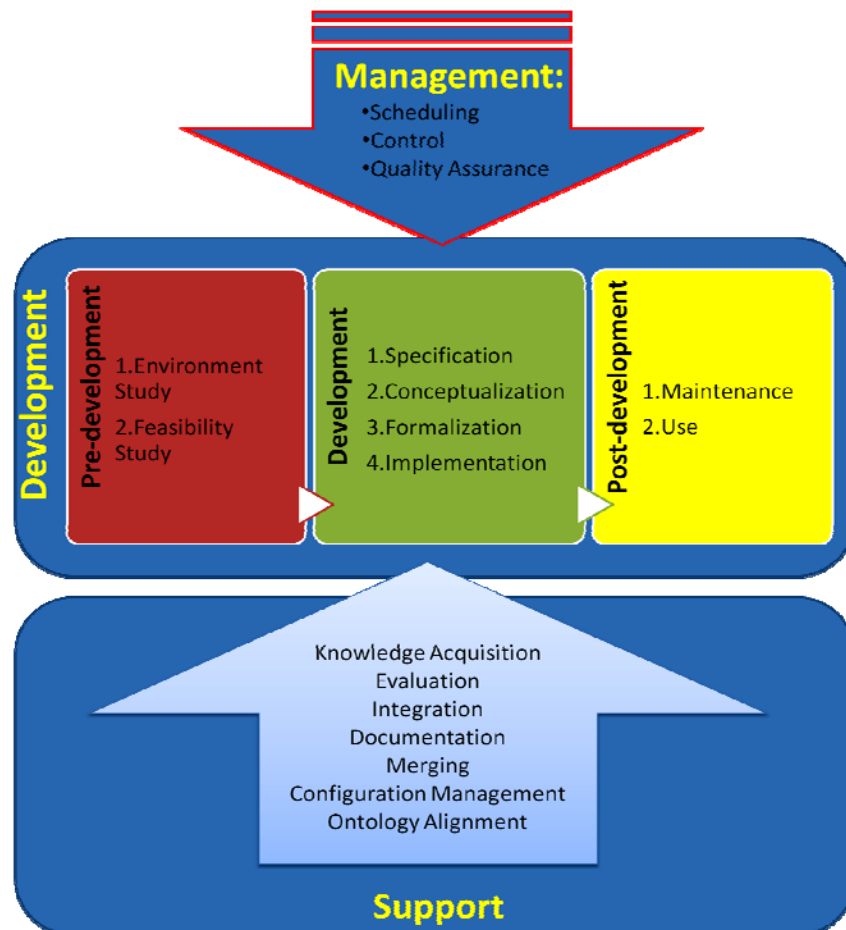 Management:
•Scheduling
•Control
•Quality Assurance
Development
Pre-development
1.Environment
Study
2.Feasibility
Study
Development
1.Specification
2.Conceptualization
3.Formalization
4.Implementation
Post-development
1.Maintenance
2.Use
Knowledge Acquisition
Evaluation
Integration
Documentation
Merging
Configuration Management
Ontology Alignment
Support